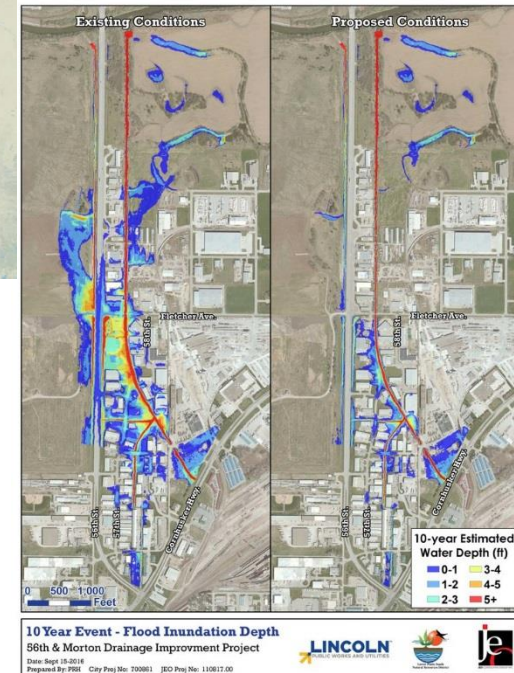 Existing Conditions
Fletcher Ave.
58th St.
56th St.
57th St.
Cornhusker Hwy.
0 500 1,000
Feet
Proposed Conditions
Fletcher Ave.
58th St.
56th St.
57th St.
Cornhusker Hwy.
10-year Estimated
Water Depth (ft)
0-1 3-4
1-2 4-5
2-3 5+
10 Year Event - Flood Inundation Depth
56th & Morton Drainage Improvment Project
Date: Sept 15-2016
Prepared By: PRH City Proj No: 700861 JEO Proj No: 110817.00
LINCOLN
PUBLIC WORKS AND UTILITIES